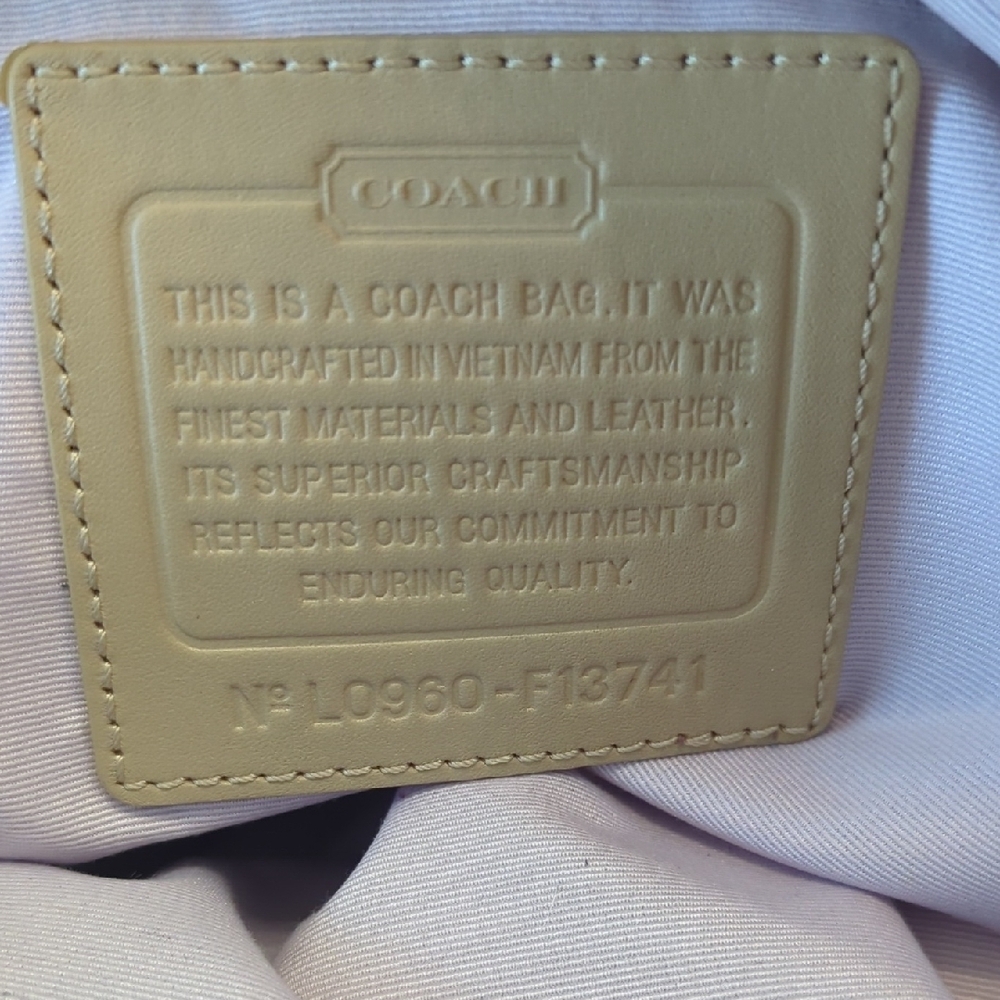 COACH
THIS IS A COACH BAG. IT WAS
HANDCRAFTED IN VIETNAM FROM THE
FINEST MATERIALS AND LEATHER.
ITS SUPERIOR CRAFTSMANSHIP
REFLECTS OUR COMMITMENT TO
ENDURING QUALITY.
Nº L0960-F13741